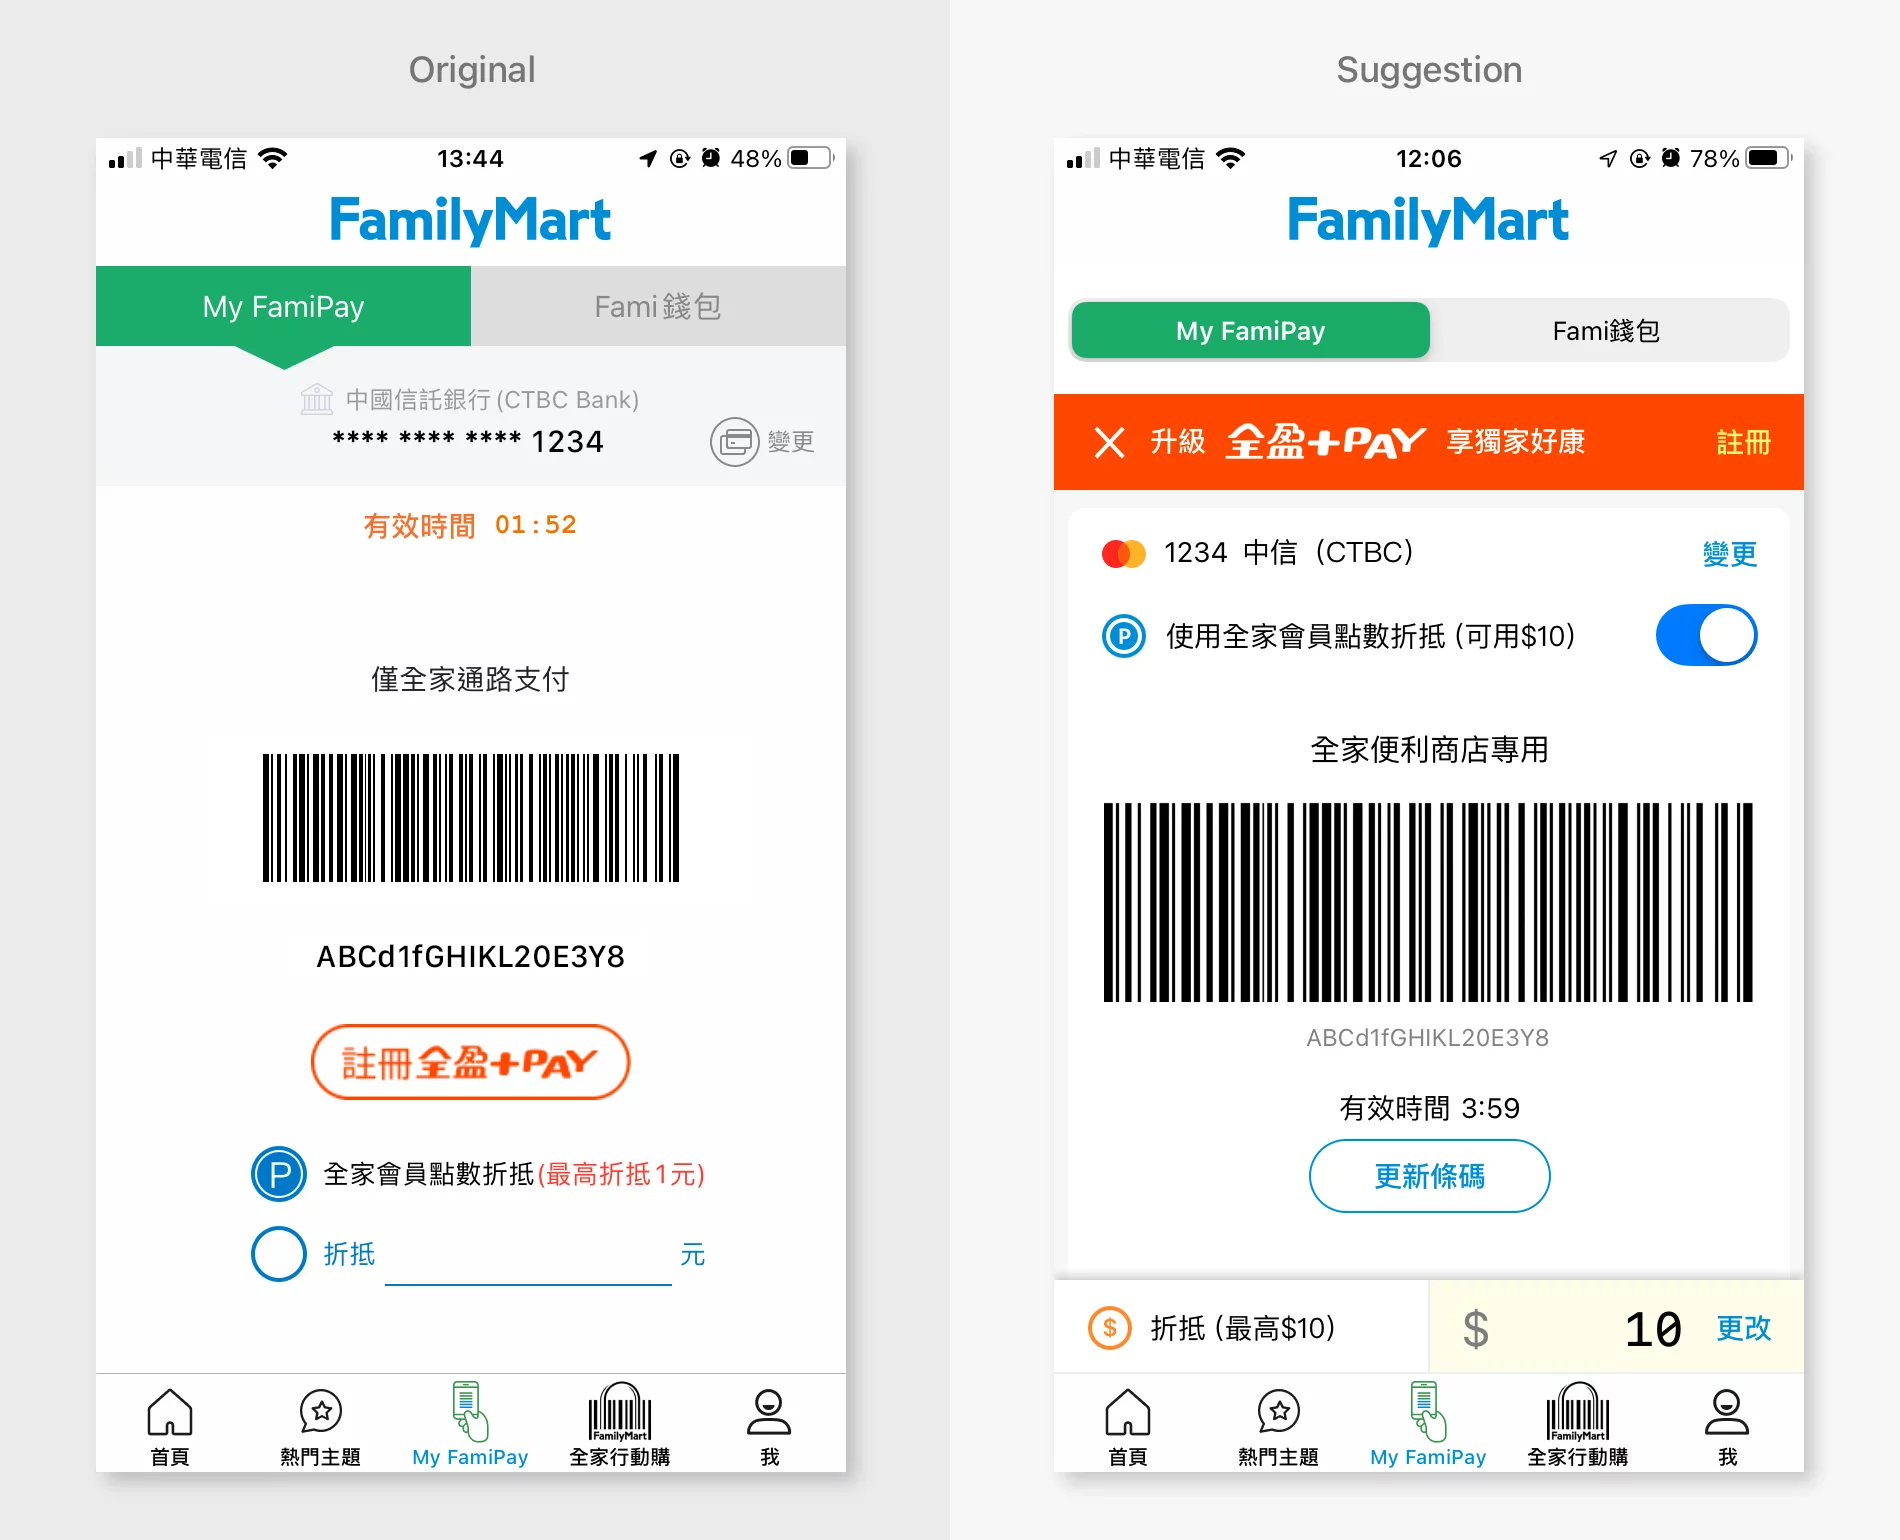 Original
中華電信 13:44 48%
FamilyMart
My FamiPay Fami錢包
中國信託銀行(CTBC Bank)
**** **** **** 1234 變更
有效時間 01:52
僅全家通路支付
ABCd1fGHIKL20E3Y8
註冊全盈+PAY
P 全家會員點數折抵(最高折抵1元)
折抵 元
首頁 熱門主題 My FamiPay FamilyMart 全家行動購 我
Suggestion
中華電信 12:06 78%
FamilyMart
My FamiPay Fami錢包
升級 全盈+PAY 享獨家好康 註冊
1234 中信（CTBC） 變更
P 使用全家會員點數折抵 (可用$10)
全家便利商店專用
ABCd1fGHIKL20E3Y8
有效時間 3:59
更新條碼
$ 折抵 (最高$10) $ 10 更改
首頁 熱門主題 My FamiPay FamilyMart 全家行動購 我